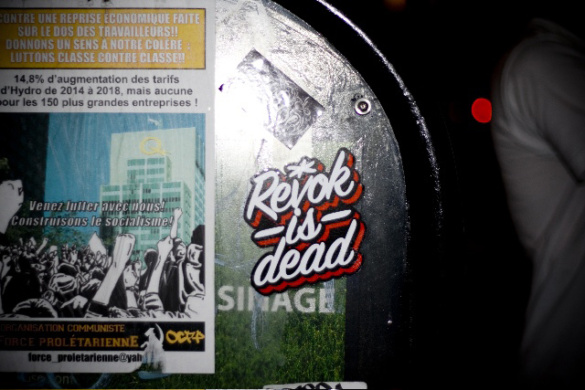 CONTRE UNE REPRISE ÉCONOMIQUE FAITE
SUR LE DOS DES TRAVAILLEURS!!
DONNONS UN SENS À NOTRE COLÈRE,
LUTTONS CLASSE CONTRE CLASSE!!
14,8% d'augmentation des tarifs
d'Hydro de 2014 à 2018, mais aucune
pour les 150 plus grandes entreprises !
Venez lutter avec nous!
Construisons le socialisme!
ORGANISATION COMMUNISTE
FORCE PROLÉTARIENNE
force_proletarienne@yah
Revok
is
dead
SINAGE